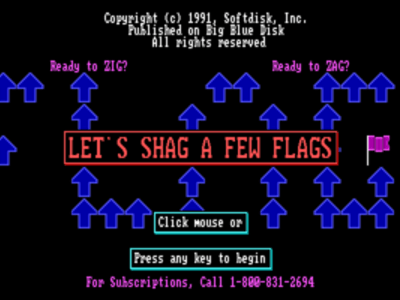 Copyright (c) 1991, Softdisk, Inc.
Published on Big Blue Disk
All rights reserved
Ready to ZIG?
Ready to ZAG?
LET'S SHAG A FEW FLAGS
Click mouse or
Press any key to begin
For Subscriptions, Call 1-800-831-2694